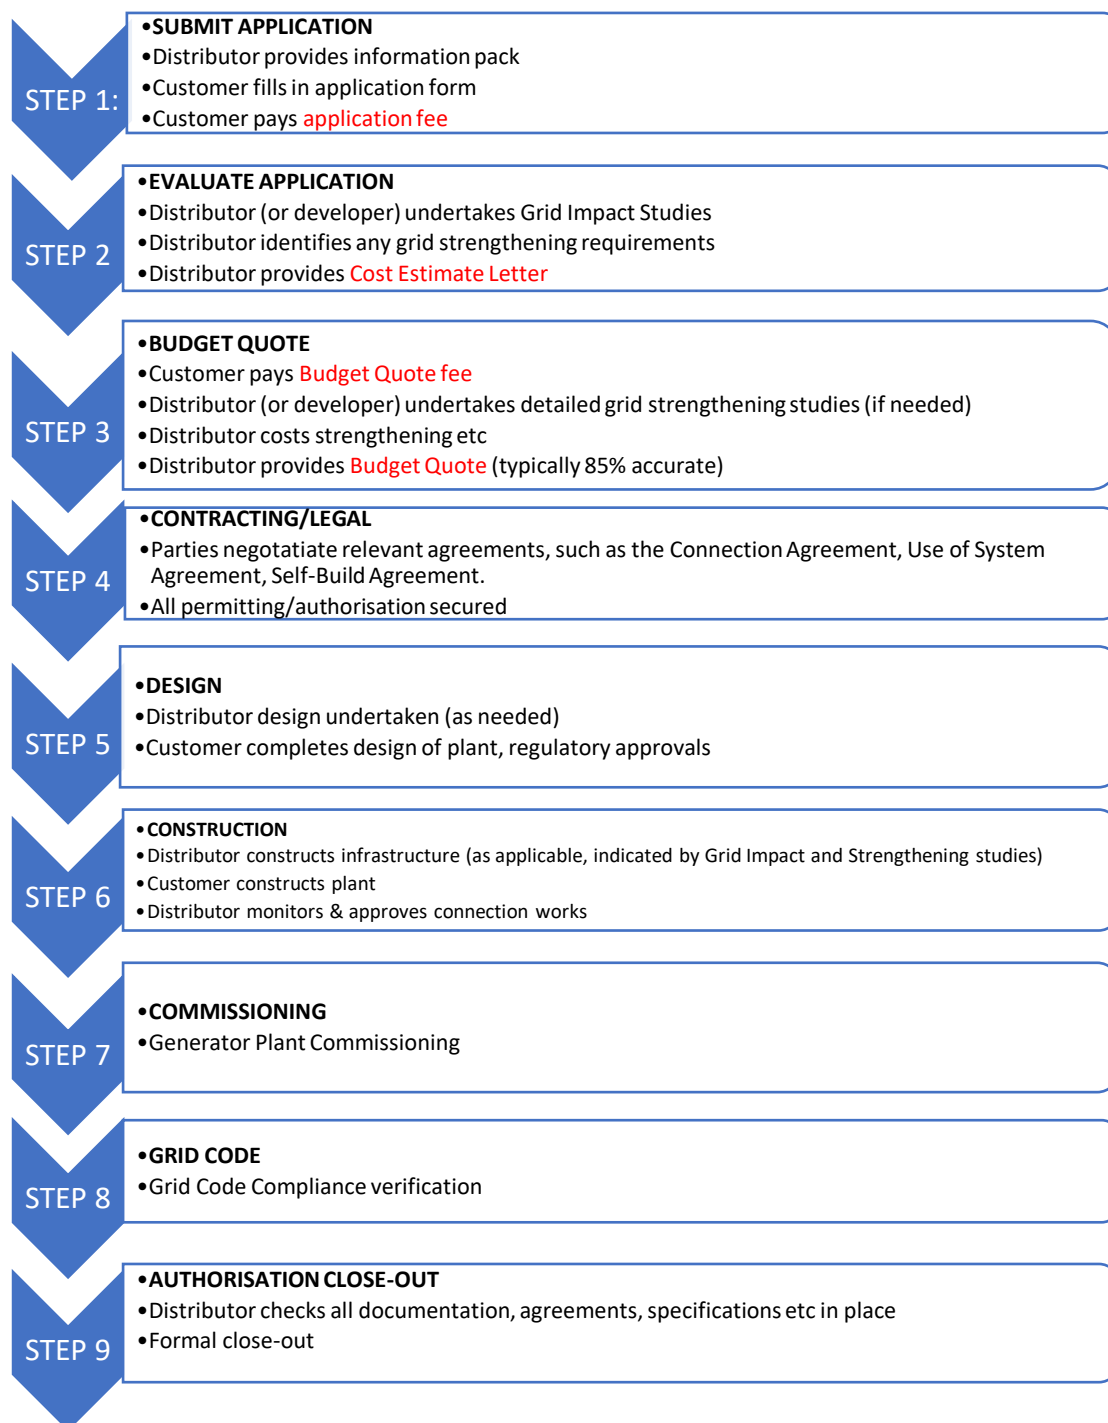 STEP 1:
•SUBMIT APPLICATION
•Distributor provides information pack
•Customer fills in application form
•Customer pays application fee
STEP 2
•EVALUATE APPLICATION
•Distributor (or developer) undertakes Grid Impact Studies
•Distributor identifies any grid strengthening requirements
•Distributor provides Cost Estimate Letter
STEP 3
•BUDGET QUOTE
•Customer pays Budget Quote fee
•Distributor (or developer) undertakes detailed grid strengthening studies (if needed)
•Distributor costs strengthening etc
•Distributor provides Budget Quote (typically 85% accurate)
STEP 4
•CONTRACTING/LEGAL
•Parties negotatiate relevant agreements, such as the Connection Agreement, Use of System
Agreement, Self-Build Agreement.
•All permitting/authorisation secured
STEP 5
•DESIGN
•Distributor design undertaken (as needed)
•Customer completes design of plant, regulatory approvals
STEP 6
•CONSTRUCTION
•Distributor constructs infrastructure (as applicable, indicated by Grid Impact and Strengthening studies)
•Customer constructs plant
•Distributor monitors & approves connection works
STEP 7
•COMMISSIONING
•Generator Plant Commissioning
STEP 8
•GRID CODE
•Grid Code Compliance verification
STEP 9
•AUTHORISATION CLOSE-OUT
•Distributor checks all documentation, agreements, specifications etc in place
•Formal close-out